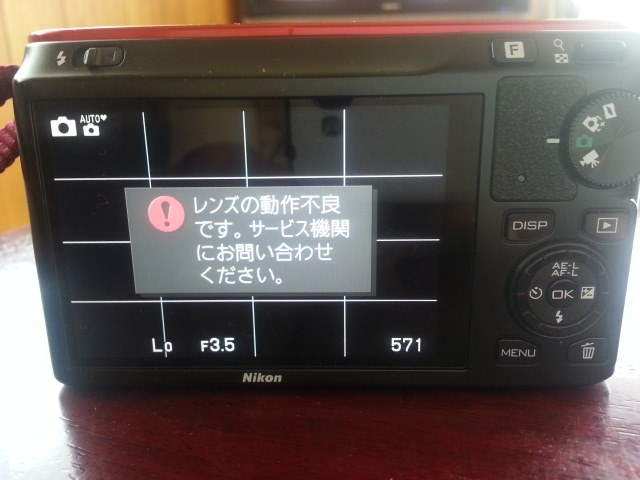 F
AUTO
レンズの動作不良
です。サービス機関
にお問い合わせ
ください。
DISP
AE-L
AF-L
OK
Lo F3.5 571
MENU
Nikon